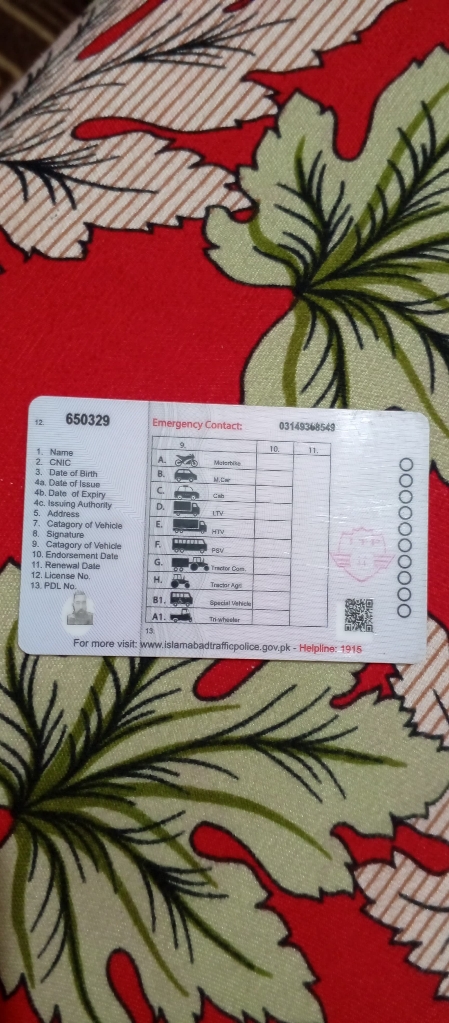 12. 650329
Emergency Contact: 03149368549
1. Name
2. CNIC
3. Date of Birth
4a. Date of Issue
4b. Date of Expiry
4c. Issuing Authority
5. Address
7. Catagory of Vehicle
8. Signature
9. Catagory of Vehicle
10. Endorsement Date
11. Renewal Date
12. License No.
13. PDL No.
9. 10. 11.
A. Motorbike
B. M.Car
C. Cab
D. LTV
E. HTV
F. PSV
G. Tractor Com.
H. Tractor Agri
B1. Special Vehicle
A1. Tri-wheeler
13.
For more visit: www.islamabadtrafficpolice.gov.pk - Helpline: 1915